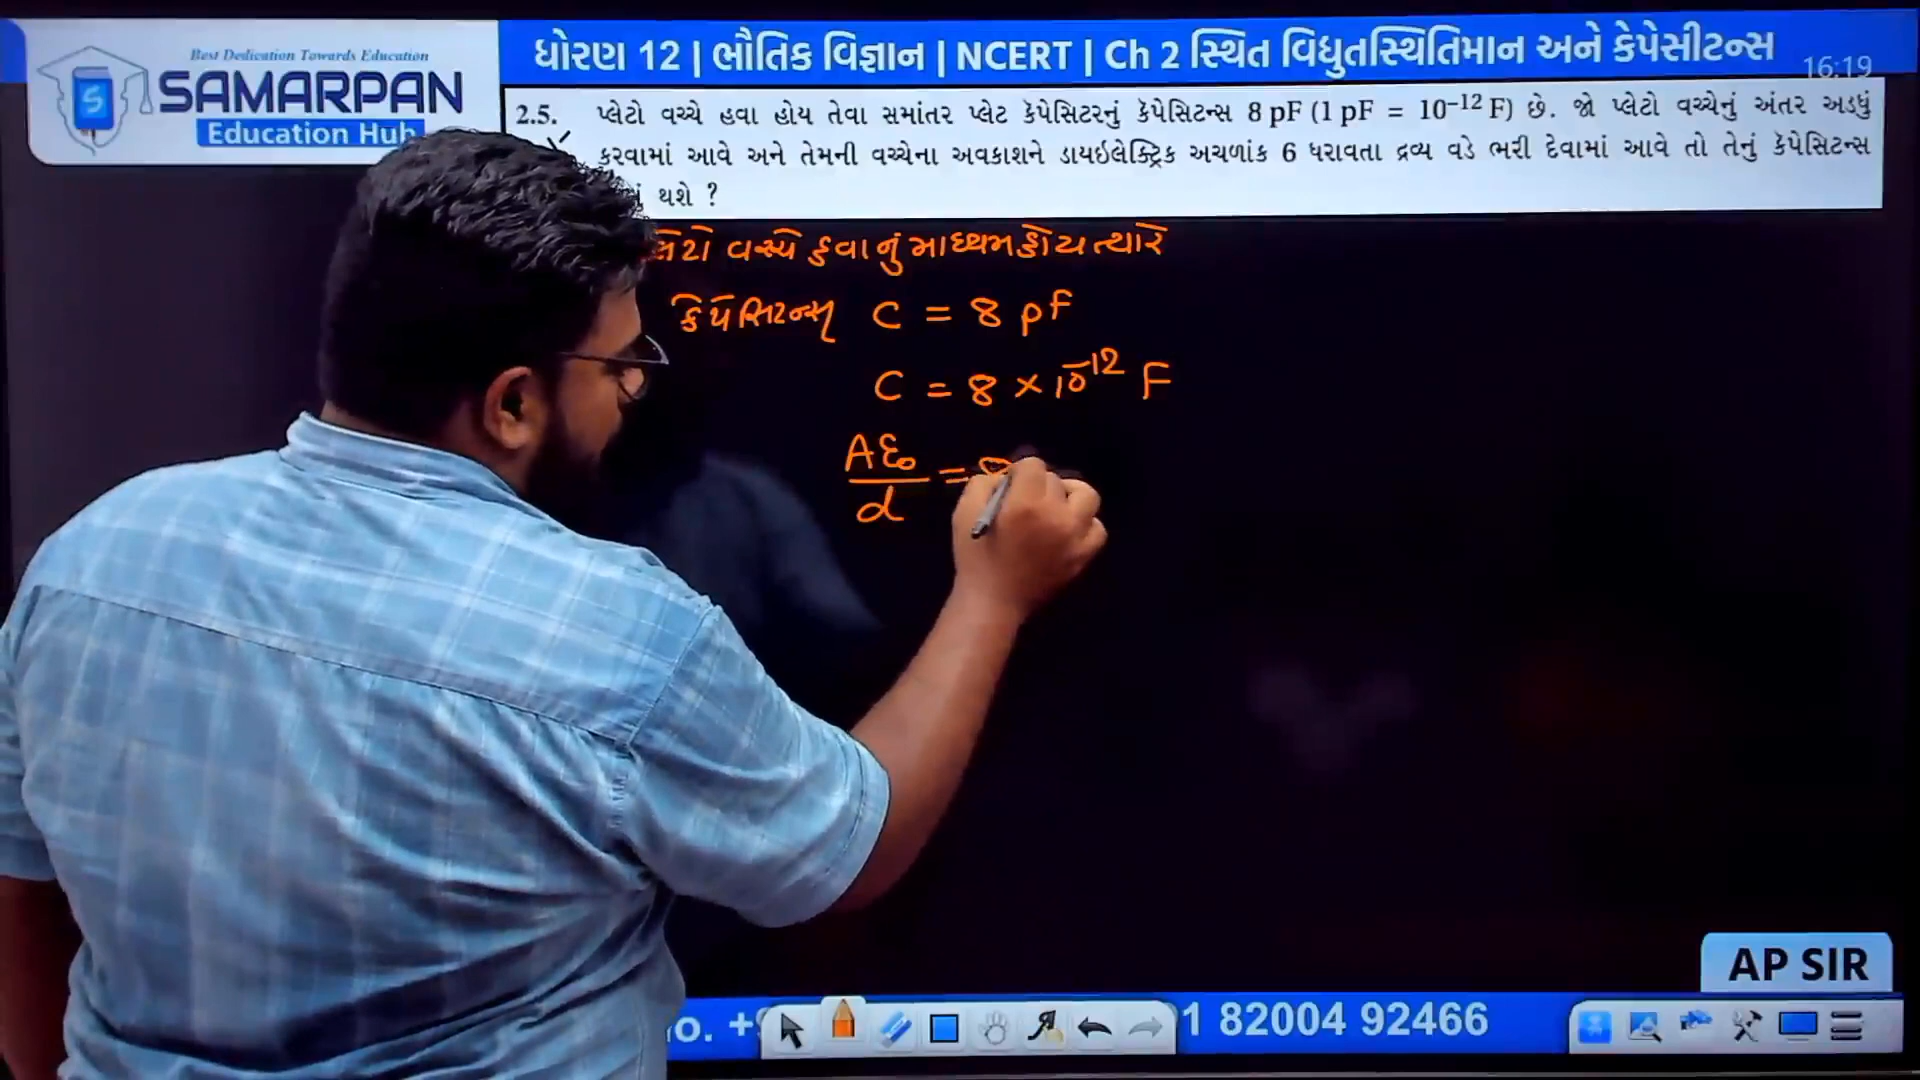 Best Dedication Towards Education
SAMARPAN
Education Hub
ધોરણ 12 | ભૌતિક વિજ્ઞાન | NCERT | Ch 2 સ્થિત વિધુતસ્થિતિમાન અને કેપેસીટન્સ
16:19
2.5. પ્લેટો વચ્ચે હવા હોય તેવા સમાંતર પ્લેટ કૅપેસિટરનું કૅપેસિટન્સ 8 pF (1 pF = 10⁻¹² F) છે. જો પ્લેટો વચ્ચેનું અંતર અડધું
કરવામાં આવે અને તેમની વચ્ચેના અવકાશને ડાયઇલેક્ટ્રિક અચળાંક 6 ધરાવતા દ્રવ્ય વડે ભરી દેવામાં આવે તો તેનું કૅપેસિટન્સ
થશે ?
વચ્ચે હવાનું માધ્યમ હોય ત્યારે
કેપેસિટન્સ C = 8 pf
C = 8 × 10⁻¹² F
Aε₀/d =
AP SIR
1 82004 92466